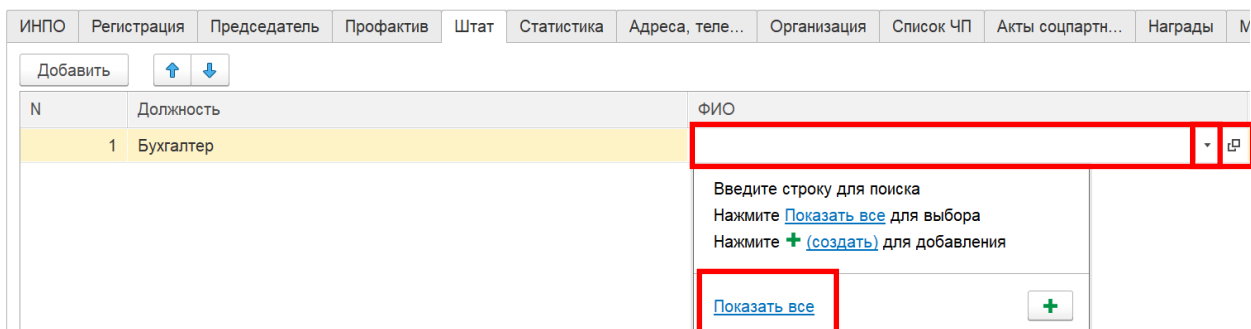 ИНПО Регистрация Председатель Профактив Штат Статистика Адреса, теле... Организация Список ЧП Акты соцпартн... Награды
Добавить
N Должность ФИО
1 Бухгалтер
Введите строку для поиска
Нажмите Показать все для выбора
Нажмите + (создать) для добавления
Показать все +